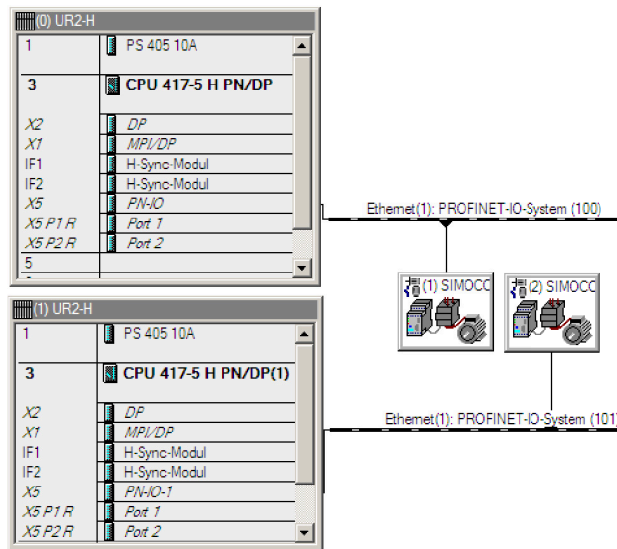 (0) UR2-H
1 PS 405 10A
3 CPU 417-5 H PN/DP
X2 DP
X1 MPI/DP
IF1 H-Sync-Modul
IF2 H-Sync-Modul
X5 PN-IO
X5 P1 R Port 1
X5 P2 R Port 2
5
Ethernet(1): PROFINET-IO-System (100)
(1) SIMOCC
(2) SIMOCC
(1) UR2-H
1 PS 405 10A
3 CPU 417-5 H PN/DP(1)
X2 DP
X1 MPI/DP
IF1 H-Sync-Modul
IF2 H-Sync-Modul
X5 PN-IO-1
X5 P1 R Port 1
X5 P2 R Port 2
Ethernet(1): PROFINET-IO-System (101)